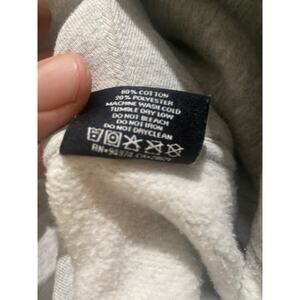 80% COTTON
20% POLYESTER
MACHINE WASH COLD
TUMBLE DRY LOW
DO NOT BLEACH
DO NOT IRON
DO NOT DRYCLEAN